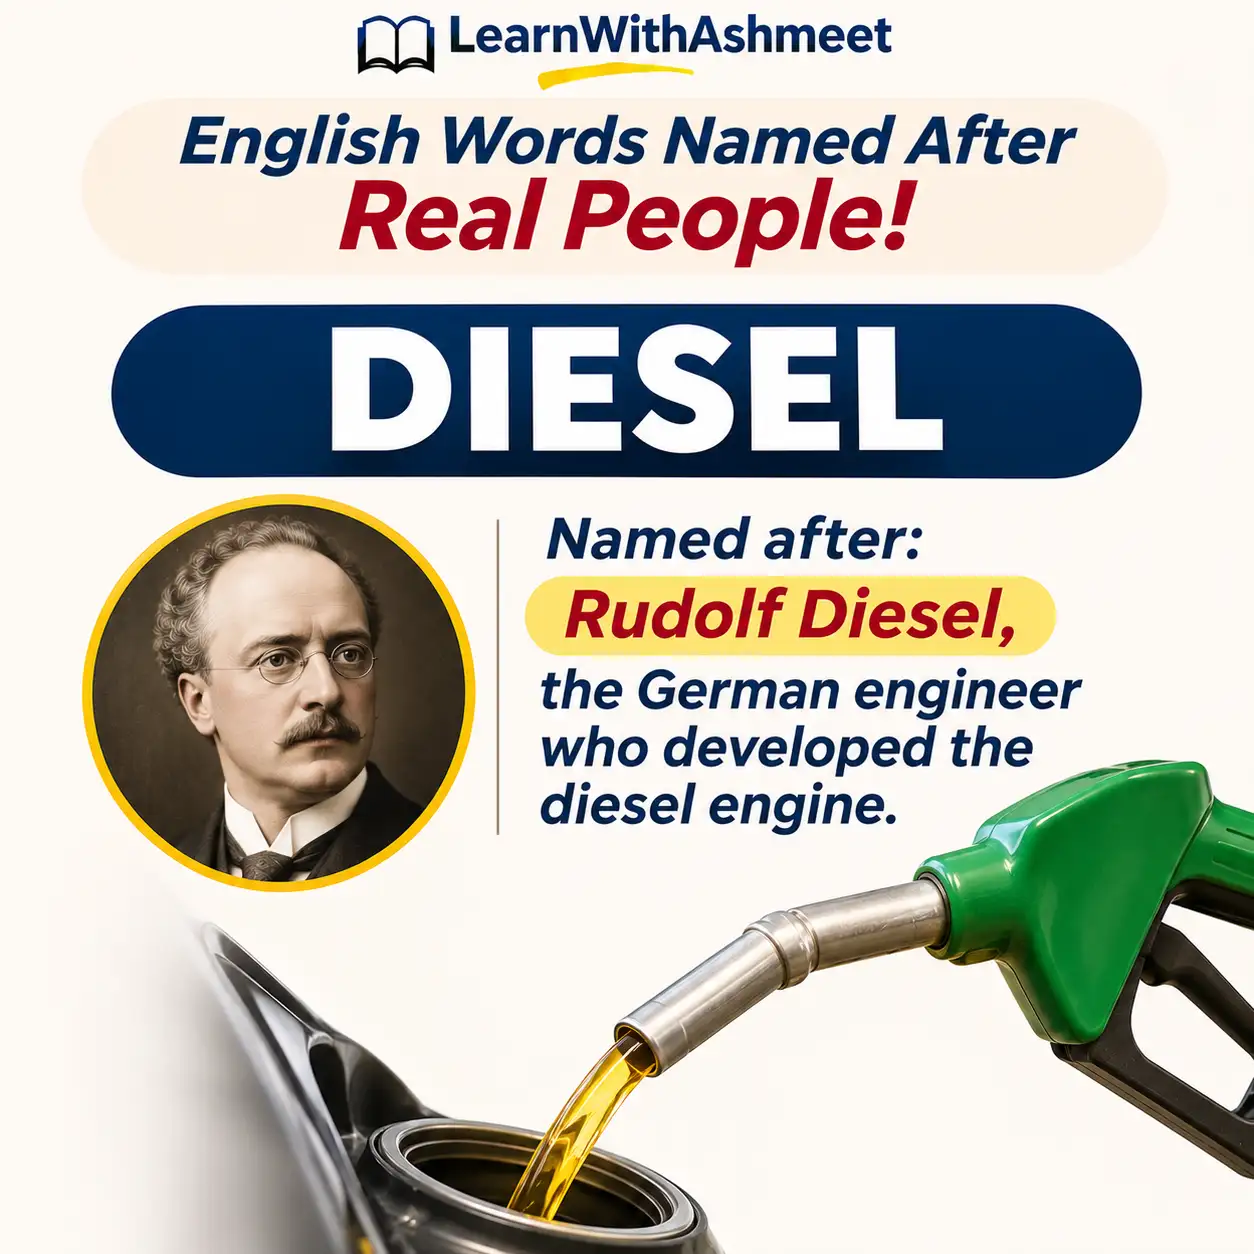 LearnWithAshmeet
English Words Named After
Real People!
DIESEL
Named after:
Rudolf Diesel,
the German engineer
who developed the
diesel engine.